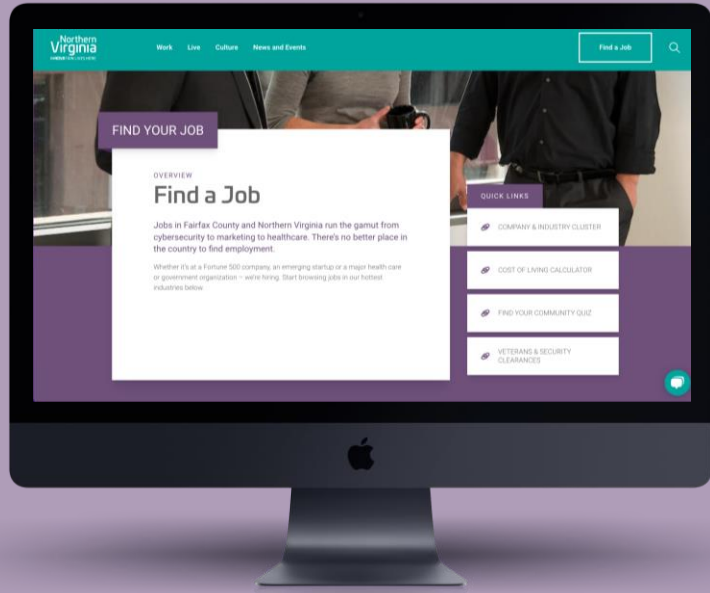 Northern
Virginia
Work Live Culture News and Events
Find a Job
FIND YOUR JOB
OVERVIEW
Find a Job
Jobs in Fairfax County and Northern Virginia run the gamut from
cybersecurity to marketing to healthcare. There's no better place in
the country to find employment.
Whether it's at a Fortune 500 company, an emerging startup or a major health care
or government organization – we're hiring. Start browsing jobs in our hottest
industries below.
QUICK LINKS
COMPANY & INDUSTRY CLUSTER
COST OF LIVING CALCULATOR
FIND YOUR COMMUNITY QUIZ
VETERANS & SECURITY
CLEARANCES